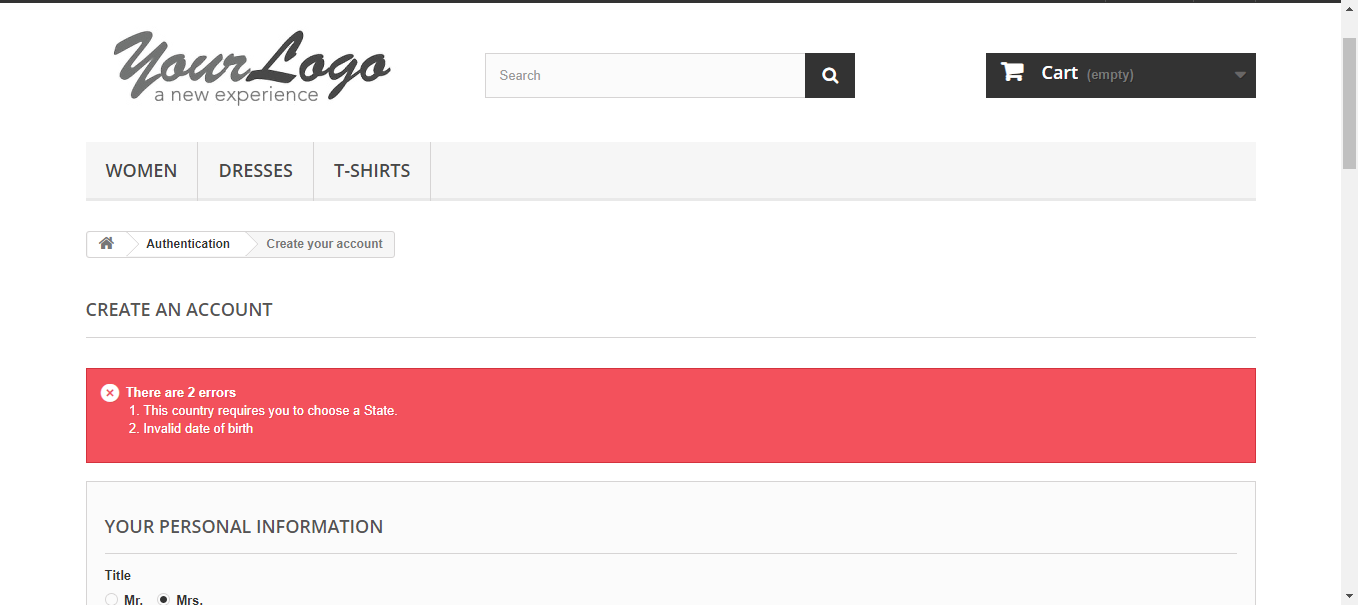 YourLogo
a new experience
Search
Cart (empty)
WOMEN DRESSES T-SHIRTS
Authentication Create your account
CREATE AN ACCOUNT
There are 2 errors
1. This country requires you to choose a State.
2. Invalid date of birth
YOUR PERSONAL INFORMATION
Title
Mr. Mrs.